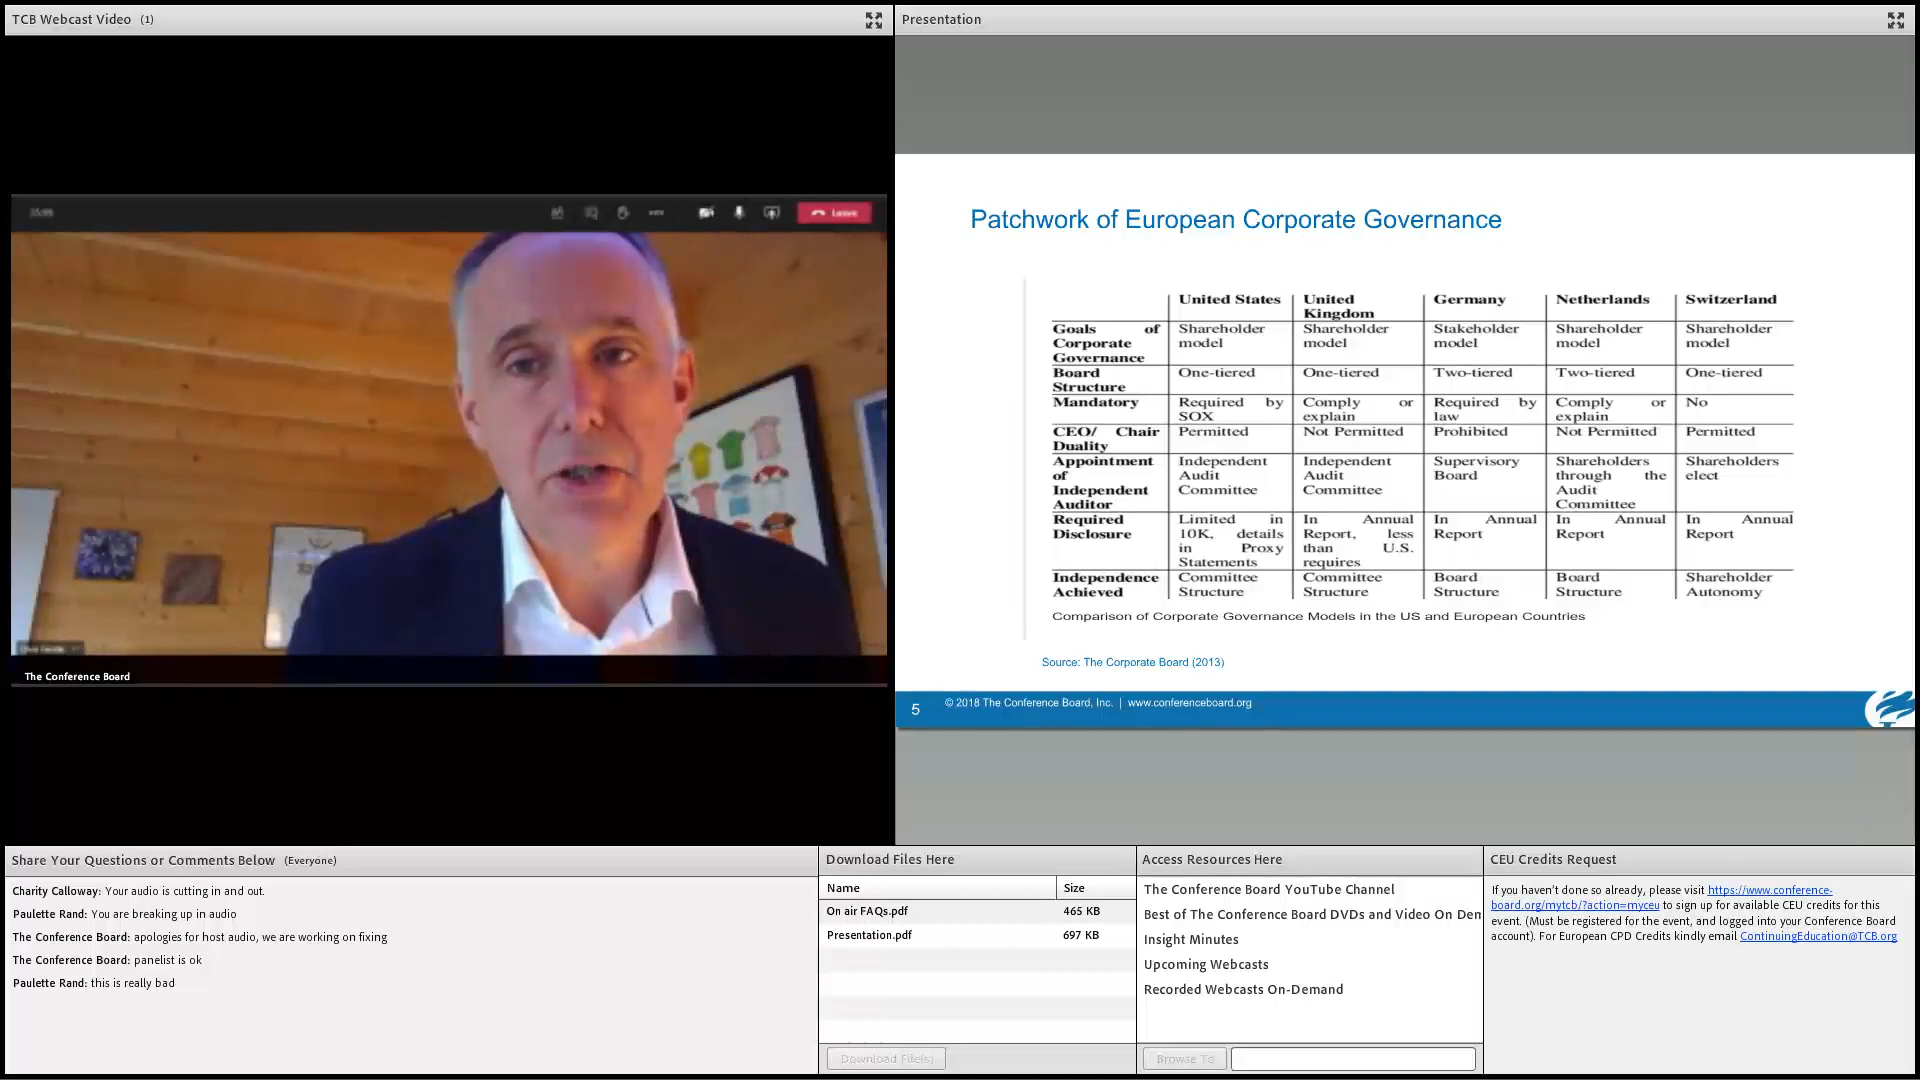 TCB Webcast Video (1)
Presentation
Leave
The Conference Board
Patchwork of European Corporate Governance
United States United Kingdom Germany Netherlands Switzerland
Goals of Corporate Governance Shareholder model Shareholder model Stakeholder model Shareholder model Shareholder model
Board Structure One-tiered One-tiered Two-tiered Two-tiered One-tiered
Mandatory Required by SOX Comply or explain Required by law Comply or explain No
CEO/ Chair Duality Permitted Not Permitted Prohibited Not Permitted Permitted
Appointment of Independent Auditor Independent Audit Committee Independent Audit Committee Supervisory Board Shareholders through the Audit Committee Shareholders elect
Required Disclosure Limited in 10K, details in Proxy Statements In Annual Report, less than U.S. requires In Annual Report In Annual Report In Annual Report
Independence Achieved Committee Structure Committee Structure Board Structure Board Structure Shareholder Autonomy
Comparison of Corporate Governance Models in the US and European Countries
Source: The Corporate Board (2013)
5 © 2018 The Conference Board, Inc. | www.conferenceboard.org
Share Your Questions or Comments Below (Everyone)
Charity Calloway: Your audio is cutting in and out.
Paulette Rand: You are breaking up in audio
The Conference Board: apologies for host audio, we are working on fixing
The Conference Board: panelist is ok
Paulette Rand: this is really bad
Download Files Here
Name Size
On air FAQs.pdf 465 KB
Presentation.pdf 697 KB
Download File(s)
Access Resources Here
The Conference Board YouTube Channel
Best of The Conference Board DVDs and Video On Dem
Insight Minutes
Upcoming Webcasts
Recorded Webcasts On-Demand
Browse To
CEU Credits Request
If you haven't done so already, please visit https://www.conference-
board.org/mytcb/?action=myceu to sign up for available CEU credits for this
event. (Must be registered for the event, and logged into your Conference Board
account). For European CPD Credits kindly email ContinuingEducation@TCB.org